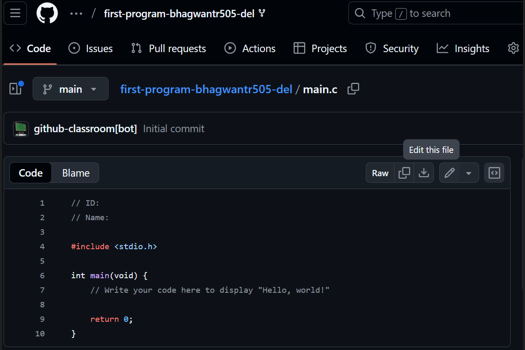 ··· / first-program-bhagwantr505-del
Type / to search
Code Issues Pull requests Actions Projects Security Insights
main
first-program-bhagwantr505-del / main.c
github-classroom[bot] Initial commit
Edit this file
Code Blame
Raw
1 // ID:
2 // Name:
3
4 #include <stdio.h>
5
6 int main(void) {
7 // Write your code here to display "Hello, world!"
8
9 return 0;
10 }